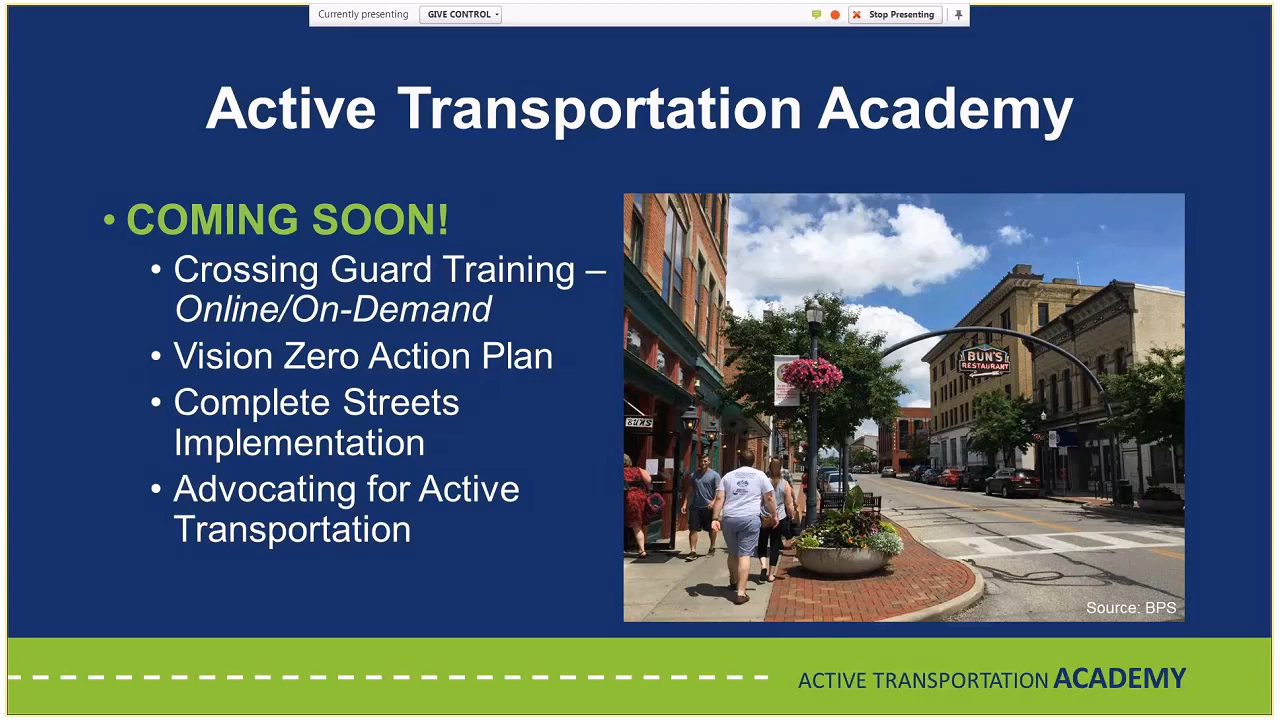 Currently presenting
GIVE CONTROL
Stop Presenting
Active Transportation Academy
• COMING SOON!
• Crossing Guard Training –
Online/On-Demand
• Vision Zero Action Plan
• Complete Streets
Implementation
• Advocating for Active
Transportation
BUN'S
RESTAURANT
BUNS
Source: BPS
ACTIVE TRANSPORTATION ACADEMY